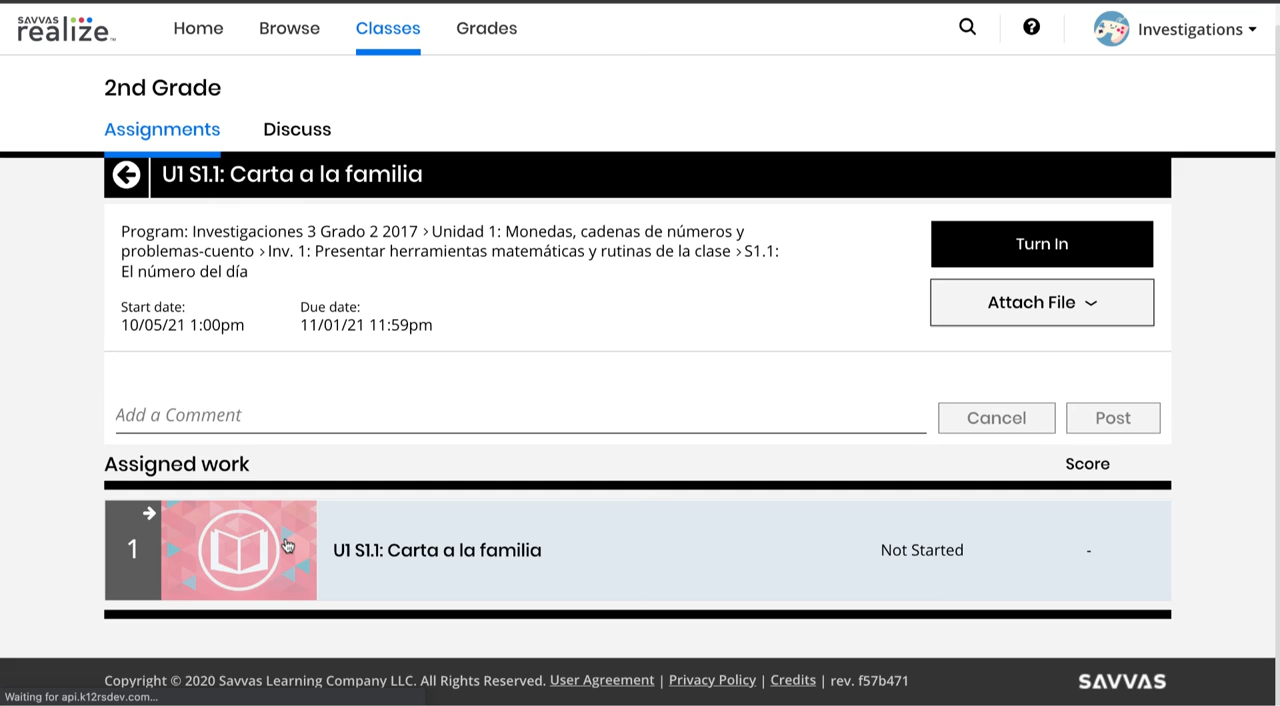 SAVVAS
realize™
Home Browse Classes Grades
Investigations
2nd Grade
Assignments Discuss
U1 S1.1: Carta a la familia
Program: Investigaciones 3 Grado 2 2017 > Unidad 1: Monedas, cadenas de números y
problemas-cuento > Inv. 1: Presentar herramientas matemáticas y rutinas de la clase > S1.1:
El número del día
Turn In
Attach File
Start date: Due date:
10/05/21 1:00pm 11/01/21 11:59pm
Add a Comment
Cancel Post
Assigned work Score
1 U1 S1.1: Carta a la familia Not Started -
Copyright © 2020 Savvas Learning Company LLC. All Rights Reserved. User Agreement | Privacy Policy | Credits | rev. f57b471
SAVVAS
Waiting for api.k12rsdev.com...